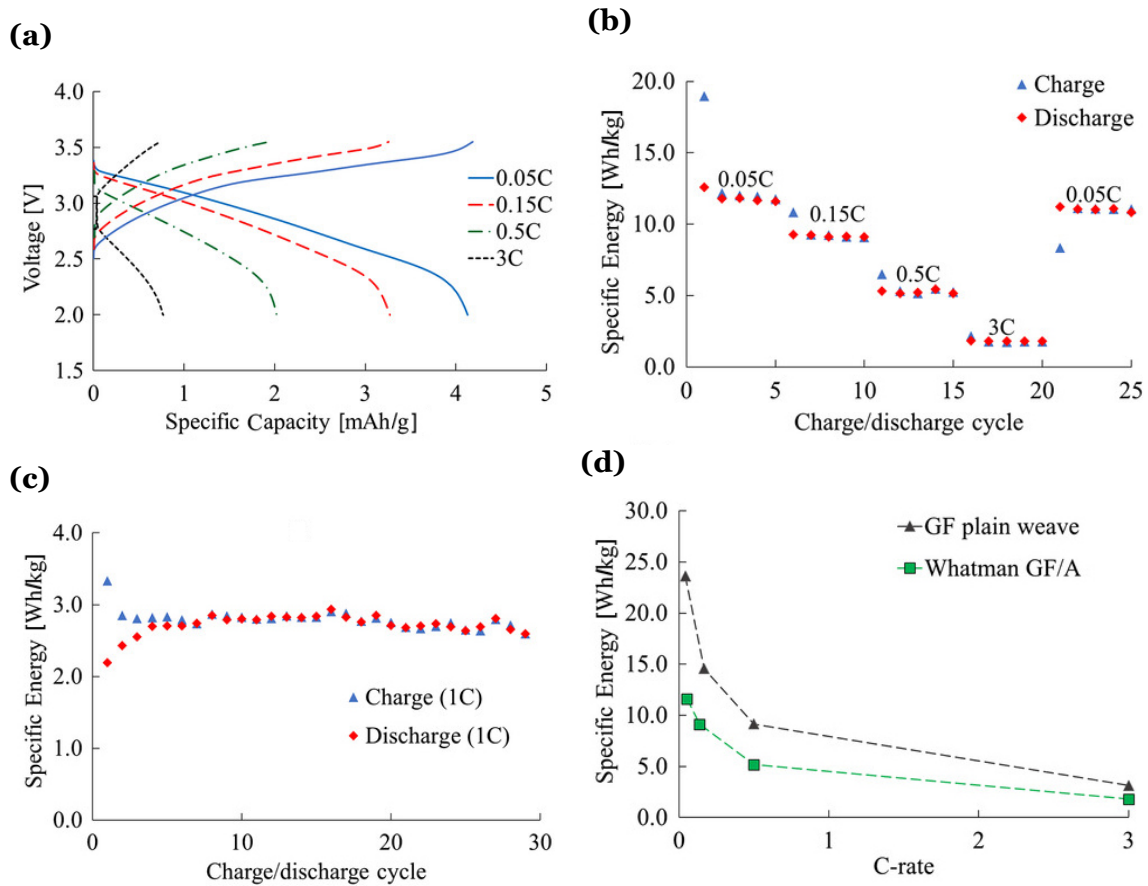 (a)
4.0
3.5
3.0
2.5
2.0
1.5
Voltage [V]
0 1 2 3 4 5
Specific Capacity [mAh/g]
0.05C
0.15C
0.5C
3C
(b)
20.0
15.0
10.0
5.0
0.0
Specific Energy [Wh/kg]
Charge
Discharge
0.05C
0.15C
0.5C
3C
0.05C
0 5 10 15 20 25
Charge/discharge cycle
(c)
4.0
3.0
2.0
1.0
0.0
Specific Energy [Wh/kg]
Charge (1C)
Discharge (1C)
0 10 20 30
Charge/discharge cycle
(d)
30.0
25.0
20.0
15.0
10.0
5.0
0.0
Specific Energy [Wh/kg]
GF plain weave
Whatman GF/A
0 1 2 3
C-rate